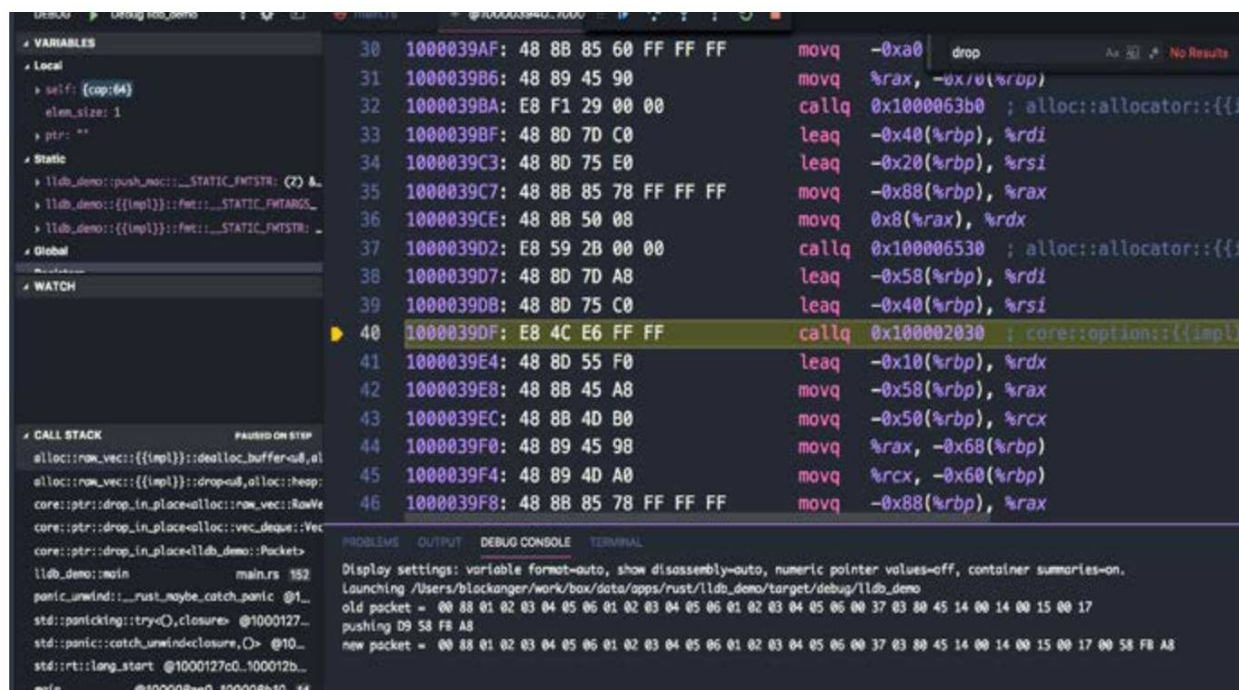 DEBUG Debug lldb_demo
main.rs @100003940..7000
VARIABLES
Local
self: {cap:64}
elem_size: 1
ptr: ""
Static
lldb_demo::push_mac::__STATIC_FMTSTR: (2) &…
lldb_demo::{{impl}}::fmt::__STATIC_FMTARGS_
lldb_demo::{{impl}}::fmt::__STATIC_FMTSTR: …
Global
Registers
WATCH
CALL STACK PAUSED ON STEP
alloc::raw_vec::{{impl}}::dealloc_buffer<u8,al
alloc::raw_vec::{{impl}}::drop<u8,alloc::heap:
core::ptr::drop_in_place<alloc::raw_vec::RawVe
core::ptr::drop_in_place<alloc::vec_deque::Vec
core::ptr::drop_in_place<lldb_demo::Packet>
lldb_demo::main main.rs 152
panic_unwind::__rust_maybe_catch_panic @1…
std::panicking::try<(),closure> @1000127…
std::panic::catch_unwind<closure,()> @10…
std::rt::lang_start @1000127c0..100012b…
main
drop Aa No Results
30 1000039AF: 48 8B 85 60 FF FF FF movq -0xa0
31 1000039B6: 48 89 45 90 movq %rax, -0x70(%rbp)
32 1000039BA: E8 F1 29 00 00 callq 0x1000063b0 ; alloc::allocator::{{i
33 1000039BF: 48 8D 7D C0 leaq -0x40(%rbp), %rdi
34 1000039C3: 48 8D 75 E0 leaq -0x20(%rbp), %rsi
35 1000039C7: 48 8B 85 78 FF FF FF movq -0x88(%rbp), %rax
36 1000039CE: 48 8B 50 08 movq 0x8(%rax), %rdx
37 1000039D2: E8 59 2B 00 00 callq 0x100006530 ; alloc::allocator::{{i
38 1000039D7: 48 8D 7D A8 leaq -0x58(%rbp), %rdi
39 1000039DB: 48 8D 75 C0 leaq -0x40(%rbp), %rsi
40 1000039DF: E8 4C E6 FF FF callq 0x100002030 ; core::option::{{impl
41 1000039E4: 48 8D 55 F0 leaq -0x10(%rbp), %rdx
42 1000039E8: 48 8B 45 A8 movq -0x58(%rbp), %rax
43 1000039EC: 48 8B 4D B0 movq -0x50(%rbp), %rcx
44 1000039F0: 48 89 45 98 movq %rax, -0x68(%rbp)
45 1000039F4: 48 89 4D A0 movq %rcx, -0x60(%rbp)
46 1000039F8: 48 8B 85 78 FF FF FF movq -0x88(%rbp), %rax
PROBLEMS OUTPUT DEBUG CONSOLE TERMINAL
Display settings: variable format=auto, show disassembly=auto, numeric pointer values=off, container summaries=on.
Launching /Users/blackanger/work/box/data/apps/rust/lldb_demo/target/debug/lldb_demo
old packet = 00 88 01 02 03 04 05 06 01 02 03 04 05 06 01 02 03 04 05 06 00 37 03 80 45 14 00 14 00 15 00 17
pushing D9 58 FB A8
new packet = 00 88 01 02 03 04 05 06 01 02 03 04 05 06 01 02 03 04 05 06 00 37 03 80 45 14 00 14 00 15 00 17 00 58 FB A8